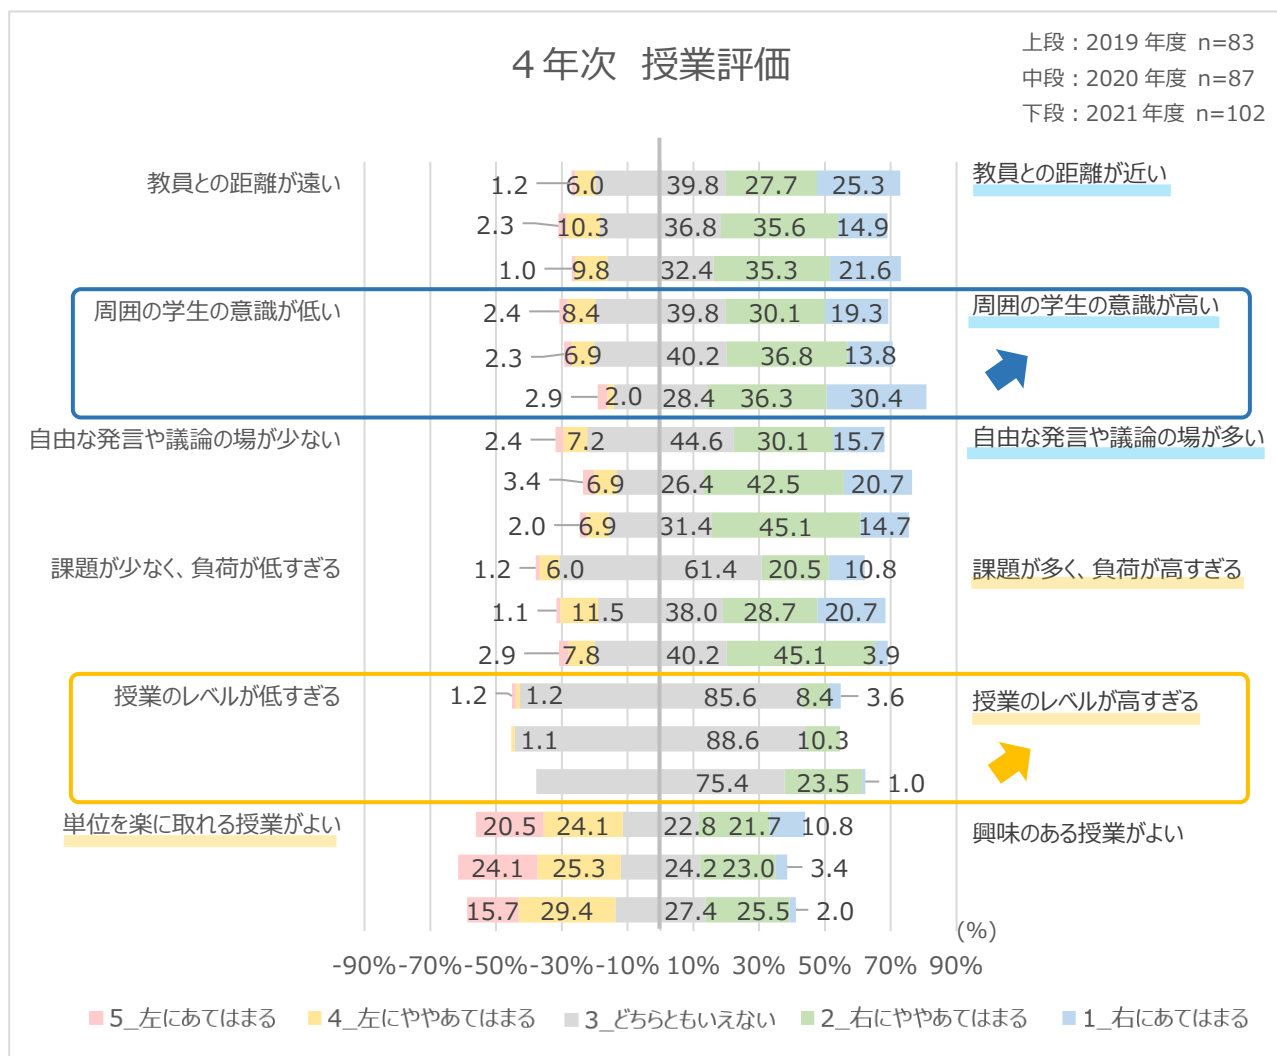 4年次 授業評価
上段：2019 年度 n=83
中段：2020 年度 n=87
下段：2021 年度 n=102
教員との距離が遠い 1.2 6.0 39.8 27.7 25.3 教員との距離が近い
2.3 10.3 36.8 35.6 14.9
1.0 9.8 32.4 35.3 21.6
周囲の学生の意識が低い 2.4 8.4 39.8 30.1 19.3 周囲の学生の意識が高い
2.3 6.9 40.2 36.8 13.8
2.9 2.0 28.4 36.3 30.4
自由な発言や議論の場が少ない 2.4 7.2 44.6 30.1 15.7 自由な発言や議論の場が多い
3.4 6.9 26.4 42.5 20.7
2.0 6.9 31.4 45.1 14.7
課題が少なく、負荷が低すぎる 1.2 6.0 61.4 20.5 10.8 課題が多く、負荷が高すぎる
1.1 11.5 38.0 28.7 20.7
2.9 7.8 40.2 45.1 3.9
授業のレベルが低すぎる 1.2 1.2 85.6 8.4 3.6 授業のレベルが高すぎる
1.1 88.6 10.3
75.4 23.5 1.0
単位を楽に取れる授業がよい 20.5 24.1 22.8 21.7 10.8 興味のある授業がよい
24.1 25.3 24.2 23.0 3.4
15.7 29.4 27.4 25.5 2.0
(%)
-90% -70% -50% -30% -10% 10% 30% 50% 70% 90%
5_左にあてはまる 4_左にややあてはまる 3_どちらともいえない 2_右にややあてはまる 1_右にあてはまる